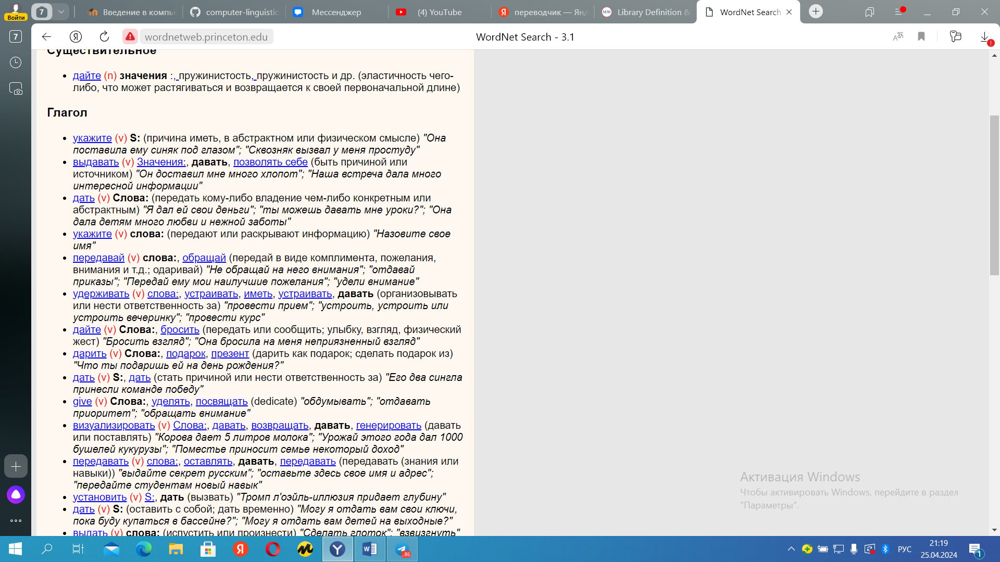 Войти
7
Введение в компь
computer-linguistic
Мессенджер
(4) YouTube
переводчик — Янд
Library Definition &
WordNet Search
7
wordnetweb.princeton.edu
WordNet Search - 3.1
Существительное
дайте (n) значения :, пружинистость, пружинистость и др. (эластичность чего-
либо, что может растягиваться и возвращается к своей первоначальной длине)
Глагол
укажите (v) S: (причина иметь, в абстрактном или физическом смысле) "Она
поставила ему синяк под глазом"; "Сквозняк вызвал у меня простуду"
выдавать (v) Значения:, давать, позволять себе (быть причиной или
источником) "Он доставил мне много хлопот"; "Наша встреча дала много
интересной информации"
дать (v) Слова: (передать кому-либо владение чем-либо конкретным или
абстрактным) "Я дал ей свои деньги"; "ты можешь давать мне уроки?"; "Она
дала детям много любви и нежной заботы"
укажите (v) слова: (передают или раскрывают информацию) "Назовите свое
имя"
передавай (v) слова:, обращай (передай в виде комплимента, пожелания,
внимания и т.д.; одаривай) "Не обращай на него внимания"; "отдавай
приказы"; "Передай ему мои наилучшие пожелания"; "удели внимание"
удерживать (v) слова:, устраивать, иметь, устраивать, давать (организовывать
или нести ответственность за) "провести прием"; "устроить, устроить или
устроить вечеринку"; "провести курс"
дайте (v) Слова:, бросить (передать или сообщить; улыбку, взгляд, физический
жест) "Бросить взгляд"; "Она бросила на меня неприязненный взгляд"
дарить (v) Слова:, подарок, презент (дарить как подарок; сделать подарок из)
"Что ты подаришь ей на день рождения?"
дать (v) S:, дать (стать причиной или нести ответственность за) "Его два сингла
принесли команде победу"
give (v) Слова:, уделять, посвящать (dedicate) "обдумывать"; "отдавать
приоритет"; "обращать внимание"
визуализировать (v) Слова:, давать, возвращать, давать, генерировать (давать
или поставлять) "Корова дает 5 литров молока"; "Урожай этого года дал 1000
бушелей кукурузы"; "Поместье приносит семье некоторый доход"
передавать (v) слова:, оставлять, давать, передавать (передавать (знания или
навыки)) "выдайте секрет русским"; "оставьте здесь свое имя и адрес";
"передайте студентам новый навык"
установить (v) S:, дать (вызвать) "Тромп л'оэйль-иллюзия придает глубину"
дать (v) S: (оставить с собой; дать временно) "Могу я отдать вам свои ключи,
пока буду купаться в бассейне?"; "Могу я отдать вам детей на выходные?"
выдать (v) слова: (испустить или произнести) "Сделать глоток"; "взвизгнуть"
Активация Windows
Чтобы активировать Windows, перейдите в раздел
"Параметры".
..86
РУС
21:19
25.04.2024
1